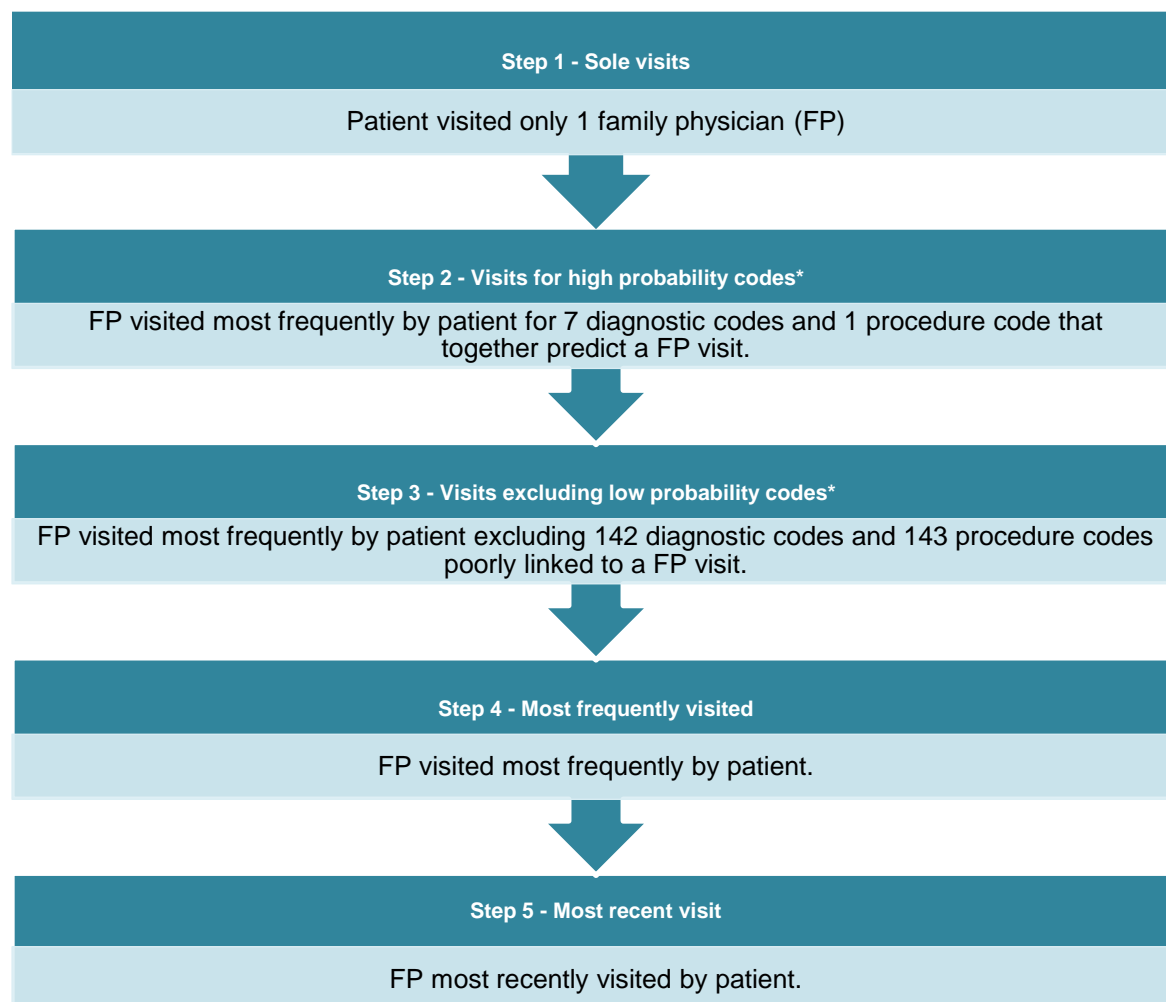 Step 1 - Sole visits
Patient visited only 1 family physician (FP)
Step 2 - Visits for high probability codes*
FP visited most frequently by patient for 7 diagnostic codes and 1 procedure code that
together predict a FP visit.
Step 3 - Visits excluding low probability codes*
FP visited most frequently by patient excluding 142 diagnostic codes and 143 procedure codes
poorly linked to a FP visit.
Step 4 - Most frequently visited
FP visited most frequently by patient.
Step 5 - Most recent visit
FP most recently visited by patient.